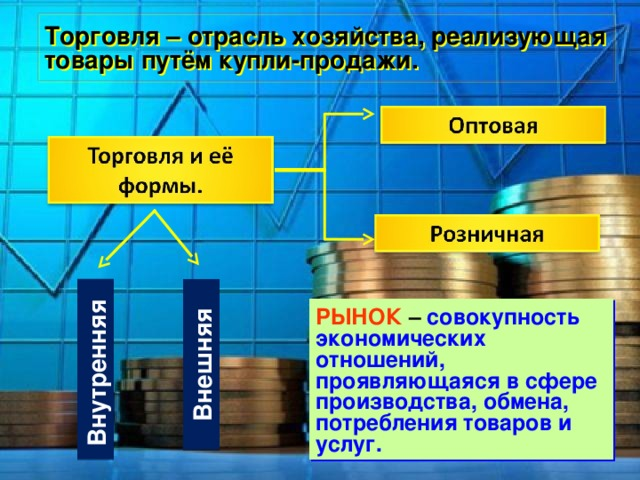 Торговля – отрасль хозяйства, реализующая
товары путём купли-продажи.
Оптовая
Торговля и её
формы.
Розничная
Внутренняя
Внешняя
РЫНОК – совокупность
экономических
отношений,
проявляющаяся в сфере
производства, обмена,
потребления товаров и
услуг.